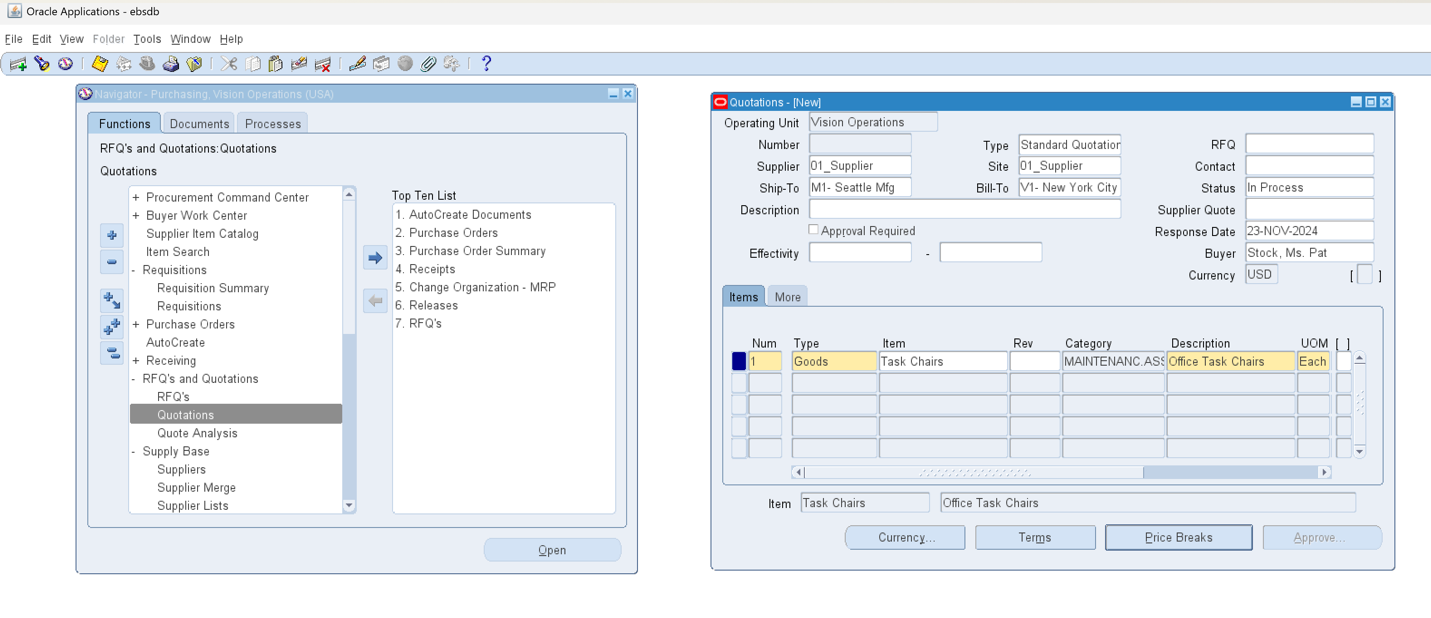 Oracle Applications - ebsdb
File Edit View Folder Tools Window Help
Navigator - Purchasing, Vision Operations (USA)
Functions Documents Processes
RFQ's and Quotations:Quotations
Quotations
+ Procurement Command Center
+ Buyer Work Center
Supplier Item Catalog
Item Search
- Requisitions
Requisition Summary
Requisitions
+ Purchase Orders
AutoCreate
+ Receiving
- RFQ's and Quotations
RFQ's
Quotations
Quote Analysis
- Supply Base
Suppliers
Supplier Merge
Supplier Lists
Top Ten List
1. AutoCreate Documents
2. Purchase Orders
3. Purchase Order Summary
4. Receipts
5. Change Organization - MRP
6. Releases
7. RFQ's
Open
Quotations - [New]
Operating Unit Vision Operations
Number Type Standard Quotation RFQ
Supplier 01_Supplier Site 01_Supplier Contact
Ship-To M1- Seattle Mfg Bill-To V1- New York City Status In Process
Description Supplier Quote
Approval Required Response Date 23-NOV-2024
Effectivity - Buyer Stock, Ms. Pat
Currency USD [ ]
Items More
Num Type Item Rev Category Description UOM [ ]
1 Goods Task Chairs MAINTENANC.ASS Office Task Chairs Each
Item Task Chairs Office Task Chairs
Currency... Terms Price Breaks Approve...